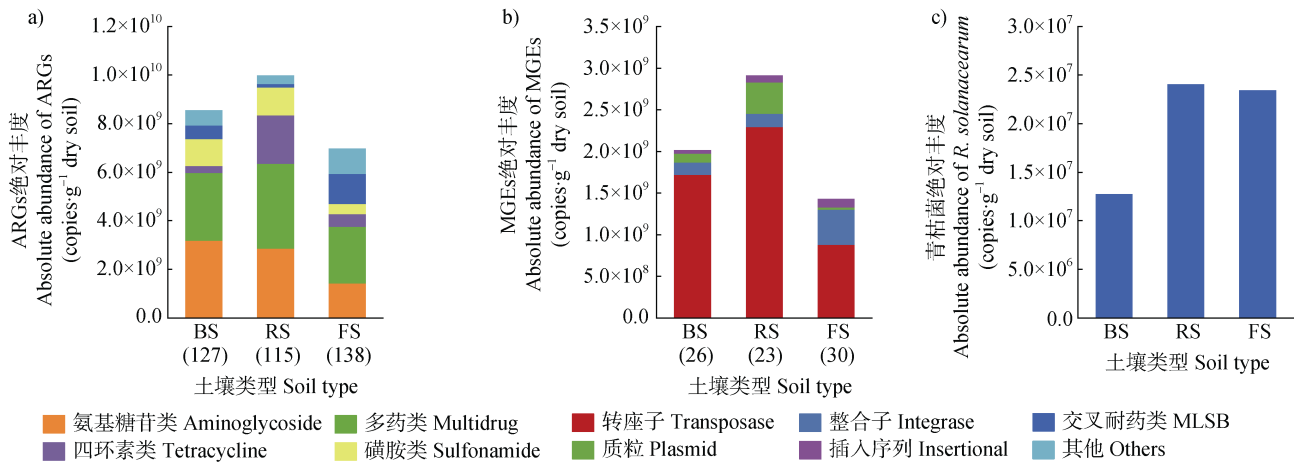 a)
ARGs绝对丰度
Absolute abundance of ARGs
(copies·g⁻¹ dry soil)
1.2×10¹⁰
1.0×10¹⁰
8.0×10⁹
6.0×10⁹
4.0×10⁹
2.0×10⁹
0.0
BS RS FS
(127) (115) (138)
土壤类型 Soil type
b)
MGEs绝对丰度
Absolute abundance of MGEs
(copies·g⁻¹ dry soil)
3.5×10⁹
3.0×10⁹
2.5×10⁹
2.0×10⁹
1.5×10⁹
1.0×10⁹
5.0×10⁸
0.0
BS RS FS
(26) (23) (30)
土壤类型 Soil type
c)
青枯菌绝对丰度
Absolute abundance of R. solanacearum
(copies·g⁻¹ dry soil)
3.0×10⁷
2.5×10⁷
2.0×10⁷
1.5×10⁷
1.0×10⁷
5.0×10⁶
0.0
BS RS FS
土壤类型 Soil type
氨基糖苷类 Aminoglycoside 多药类 Multidrug 转座子 Transposase 整合子 Integrase 交叉耐药类 MLSB
四环素类 Tetracycline 磺胺类 Sulfonamide 质粒 Plasmid 插入序列 Insertional 其他 Others